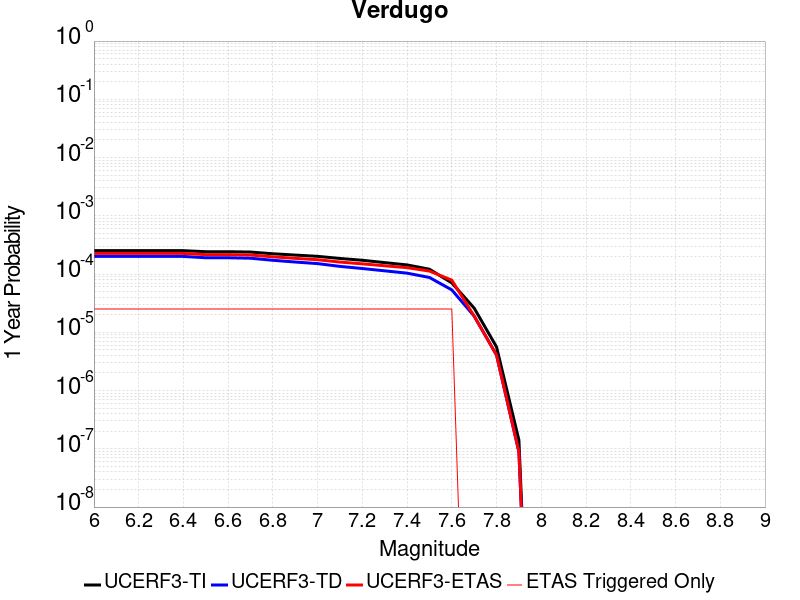 Verdugo
1 Year Probability
10^0
10^-1
10^-2
10^-3
10^-4
10^-5
10^-6
10^-7
10^-8
6 6.2 6.4 6.6 6.8 7 7.2 7.4 7.6 7.8 8 8.2 8.4 8.6 8.8 9
Magnitude
UCERF3-TI UCERF3-TD UCERF3-ETAS ETAS Triggered Only